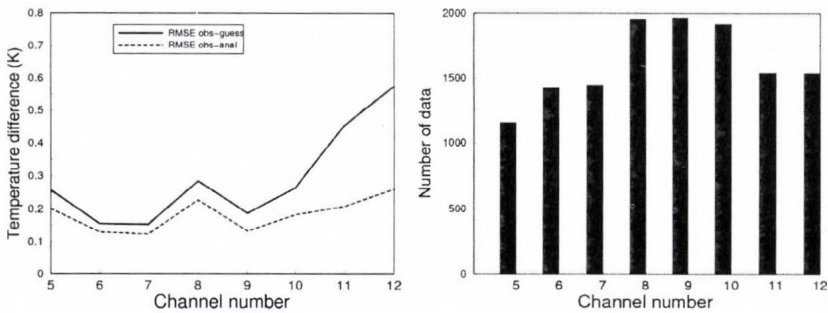 Temperature difference (K)
0.8
0.7
0.6
0.5
0.4
0.3
0.2
0.1
0
RMSE obs-guess
RMSE obs-anal
5 6 7 8 9 10 11 12
Channel number
Number of data
2000
1500
1000
500
0
5 6 7 8 9 10 11 12
Channel number